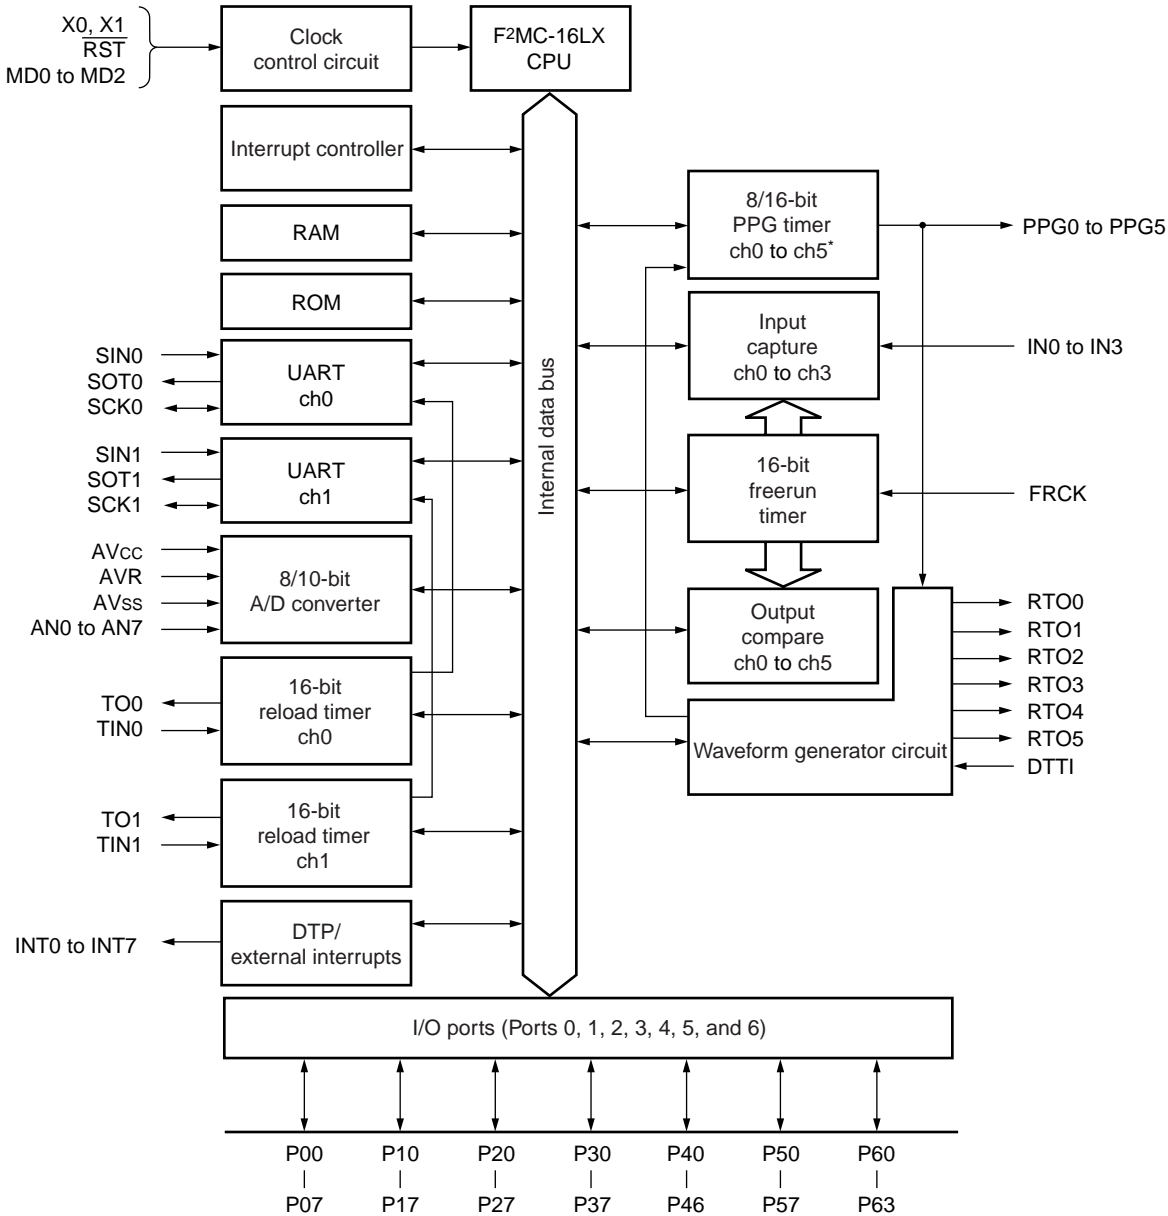 X0, X1
RST
MD0 to MD2
Clock
control circuit
F2MC-16LX
CPU
Interrupt controller
RAM
ROM
SIN0
SOT0
SCK0
UART
ch0
SIN1
SOT1
SCK1
UART
ch1
AVCC
AVR
AVSS
AN0 to AN7
8/10-bit
A/D converter
TO0
TIN0
16-bit
reload timer
ch0
TO1
TIN1
16-bit
reload timer
ch1
INT0 to INT7
DTP/
external interrupts
Internal data bus
8/16-bit
PPG timer
ch0 to ch5*
PPG0 to PPG5
Input
capture
ch0 to ch3
IN0 to IN3
16-bit
freerun
timer
FRCK
Output
compare
ch0 to ch5
Waveform generator circuit
RTO0
RTO1
RTO2
RTO3
RTO4
RTO5
DTTI
I/O ports (Ports 0, 1, 2, 3, 4, 5, and 6)
P00 P10 P20 P30 P40 P50 P60
P07 P17 P27 P37 P46 P57 P63